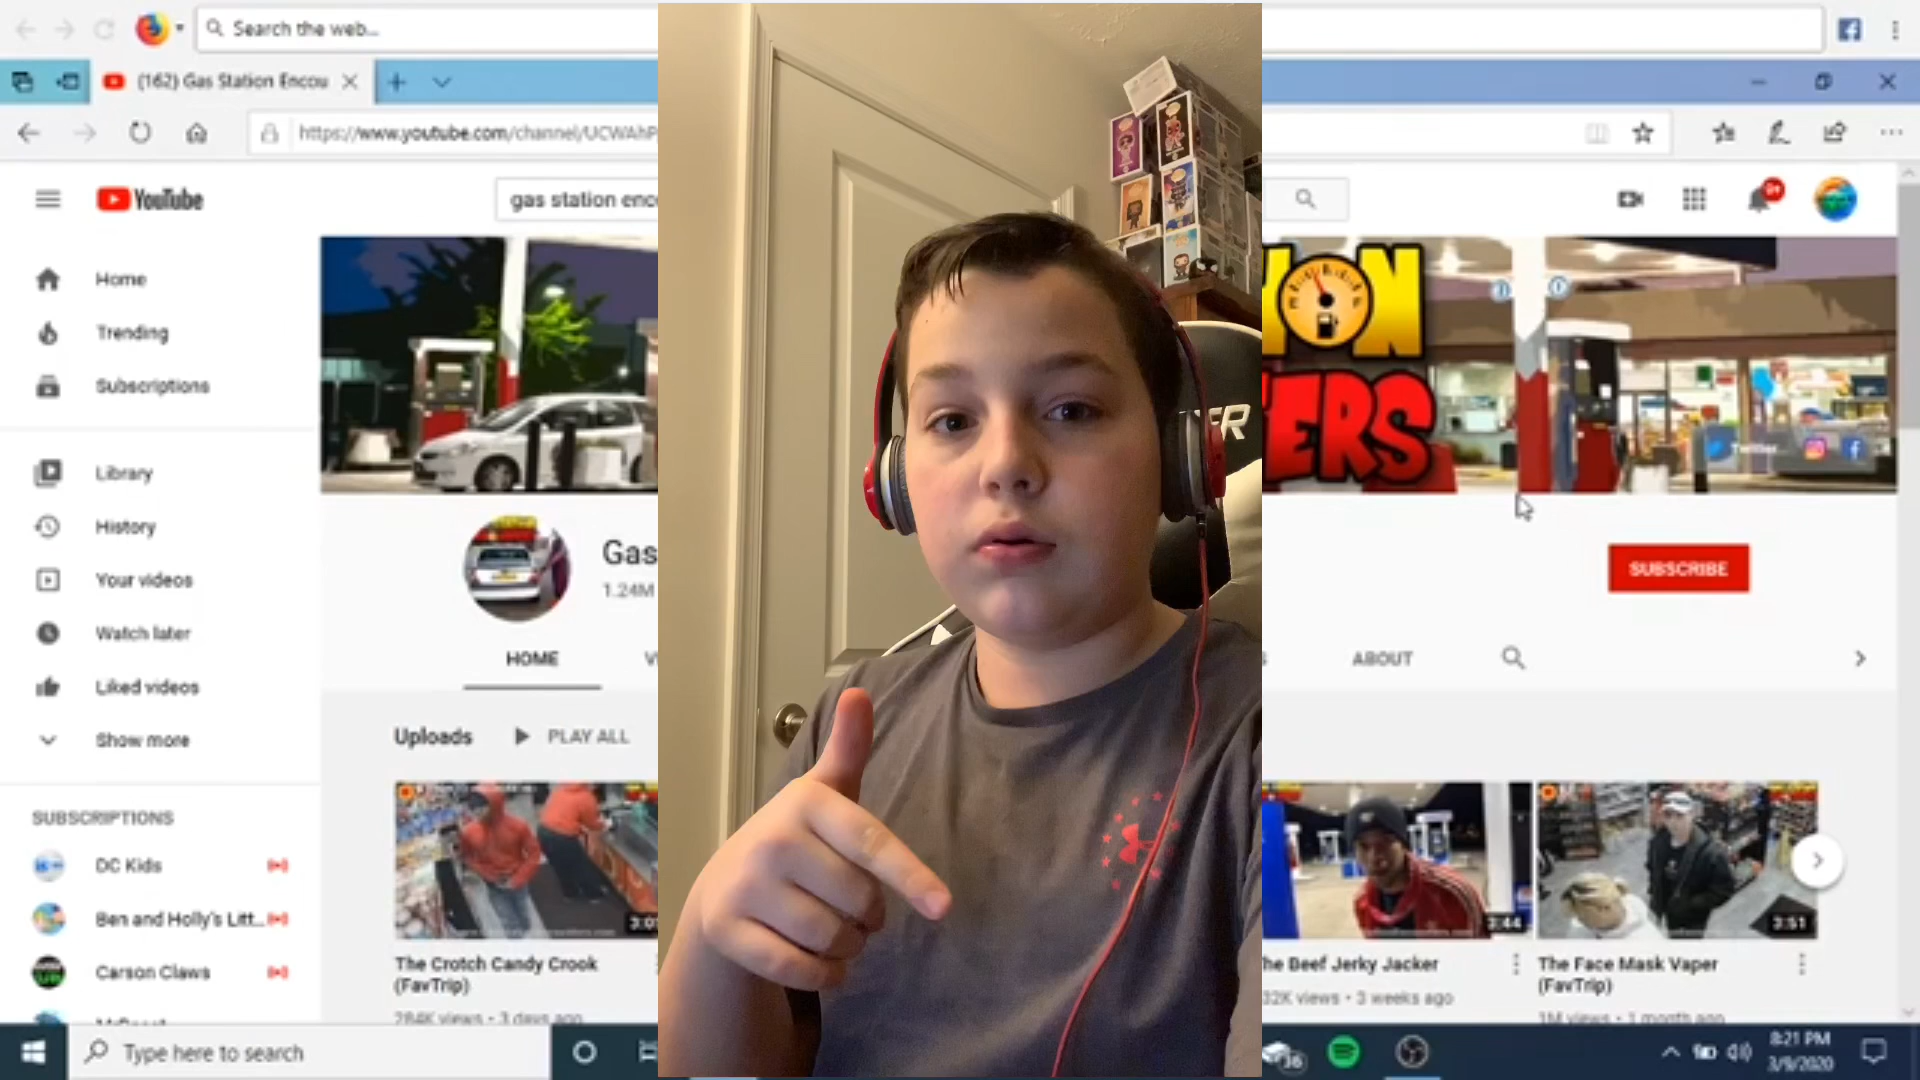 Search the web...
(162) Gas Station Encou
https://www.youtube.com/channel/UCWAhP
YouTube
gas station enc
9+
Home
Trending
Subscriptions
ON
ERS
Twitter
Gas
1.24M
SUBSCRIBE
Library
History
Your videos
Watch later
Liked videos
Show more
HOME
ABOUT
Uploads
PLAY ALL
SUBSCRIPTIONS
DC Kids
Ben and Holly's Litt...
Carson Claws
3:44
3:51
The Crotch Candy Crook
(FavTrip)
284K views • 3 days ago
he Beef Jerky Jacker
32K views • 3 weeks ago
The Face Mask Vaper
(FavTrip)
1M views • 1 month ago
Type here to search
36
8:21 PM
3/9/2020